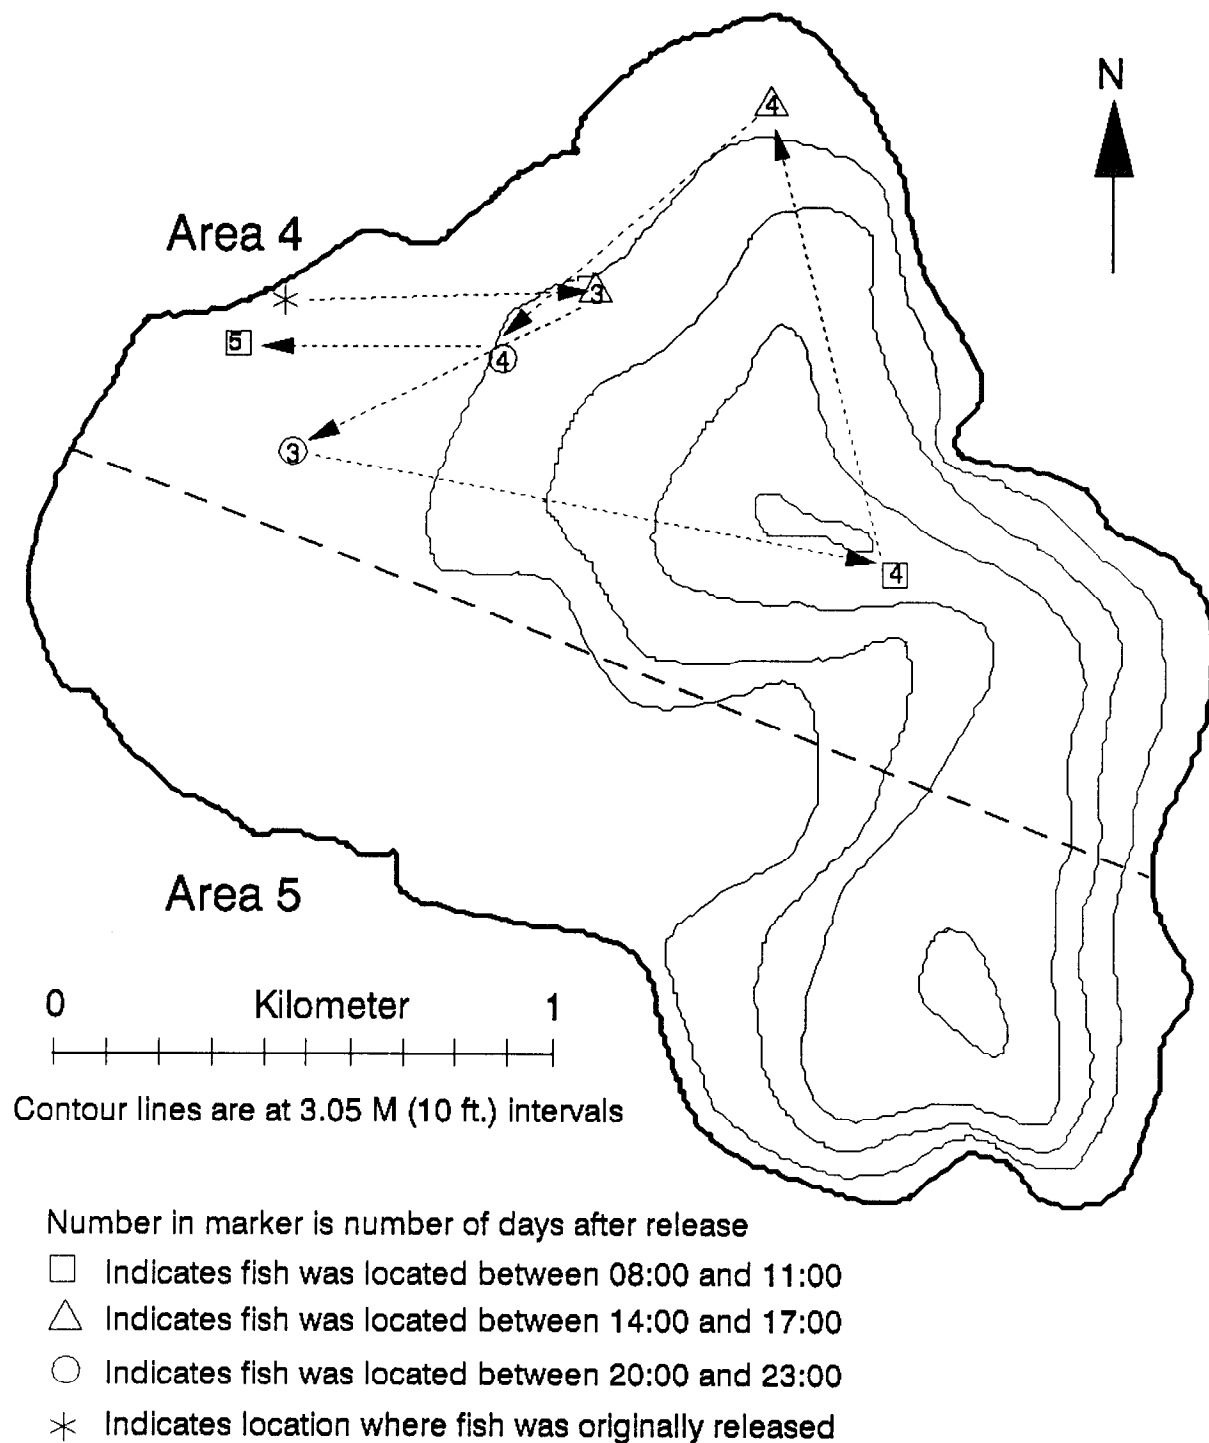 N
4
Area 4
3
5
4
3
4
Area 5
0 Kilometer 1
Contour lines are at 3.05 M (10 ft.) intervals
Number in marker is number of days after release
Indicates fish was located between 08:00 and 11:00
Indicates fish was located between 14:00 and 17:00
Indicates fish was located between 20:00 and 23:00
Indicates location where fish was originally released